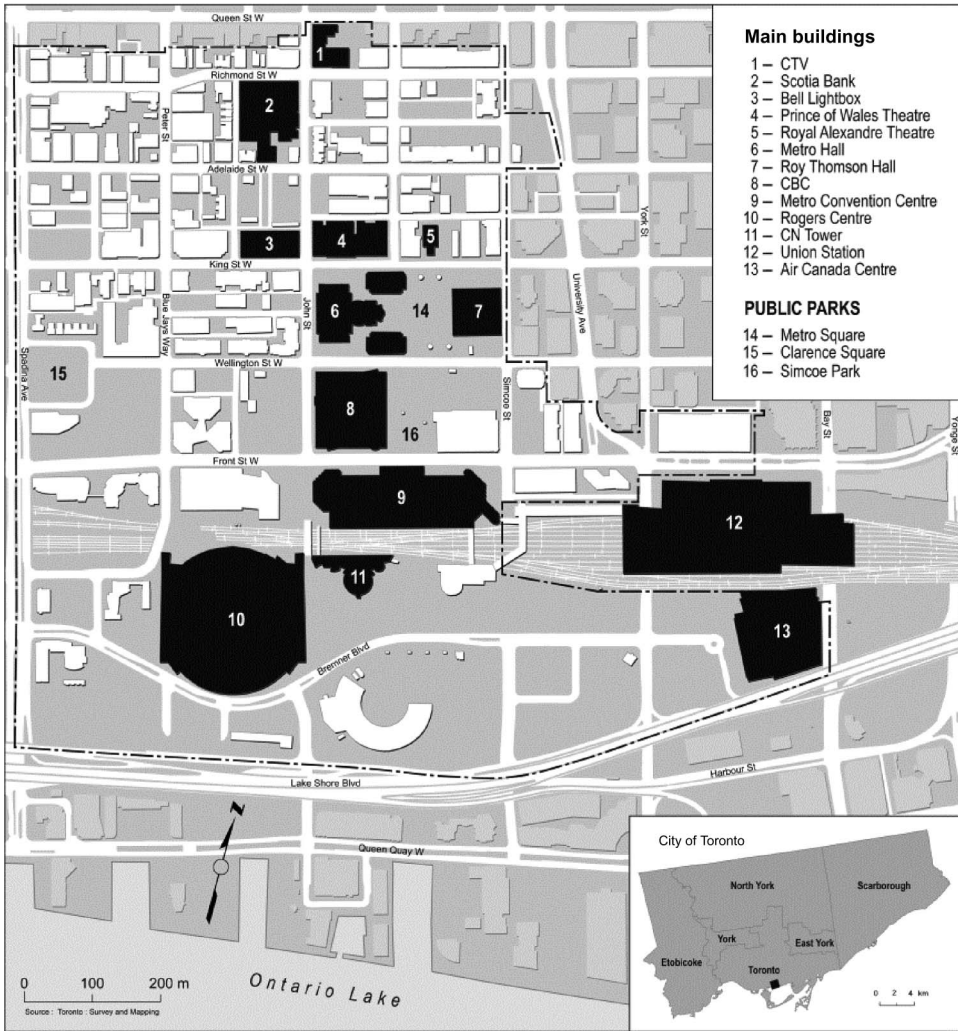 Queen St W
Richmond St W
Peter St
Adelaide St W
King St W
Blue Jays Way
John St
Spadina Ave
Wellington St W
Simcoe St
University Ave
York St
Bay St
Yonge St
Front St W
Bremner Blvd
Lake Shore Blvd
Harbour St
Queen Quay W
1
2
3
4
5
6
14
7
15
8
16
9
12
11
10
13
Main buildings
1 – CTV
2 – Scotia Bank
3 – Bell Lightbox
4 – Prince of Wales Theatre
5 – Royal Alexandre Theatre
6 – Metro Hall
7 – Roy Thomson Hall
8 – CBC
9 – Metro Convention Centre
10 – Rogers Centre
11 – CN Tower
12 – Union Station
13 – Air Canada Centre
PUBLIC PARKS
14 – Metro Square
15 – Clarence Square
16 – Simcoe Park
N
Ontario Lake
0 100 200 m
Source : Toronto : Survey and Mapping
City of Toronto
North York
Scarborough
York
East York
Etobicoke
Toronto
0 2 4 km